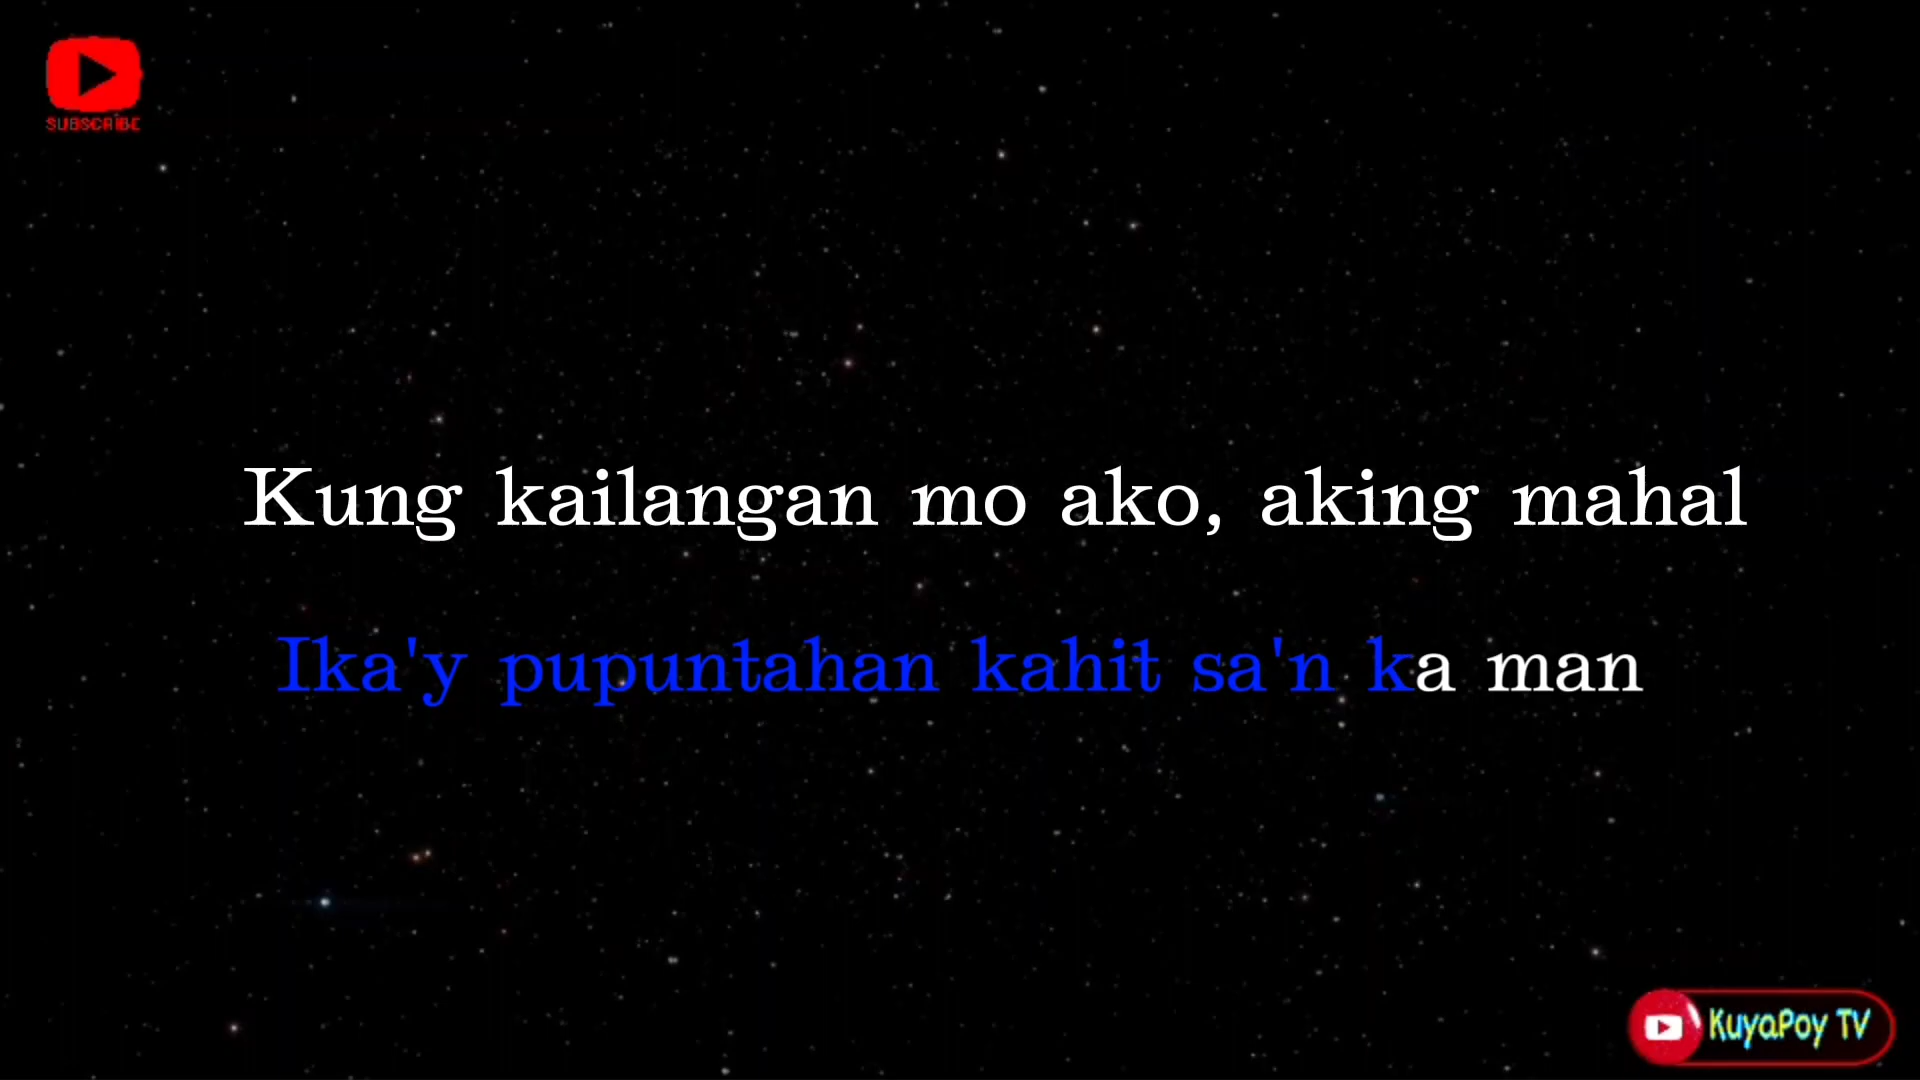 SUBSCRIBE
Kung kailangan mo ako, aking mahal
Ika'y pupuntahan kahit sa'n ka man
KuyaPoy TV